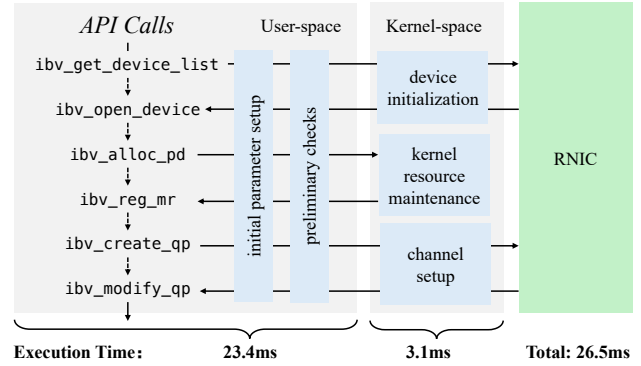 API Calls
User-space
Kernel-space
ibv_get_device_list
ibv_open_device
ibv_alloc_pd
ibv_reg_mr
ibv_create_qp
ibv_modify_qp
initial parameter setup
preliminary checks
device
initialization
kernel
resource
maintenance
channel
setup
RNIC
Execution Time: 23.4ms 3.1ms Total: 26.5ms